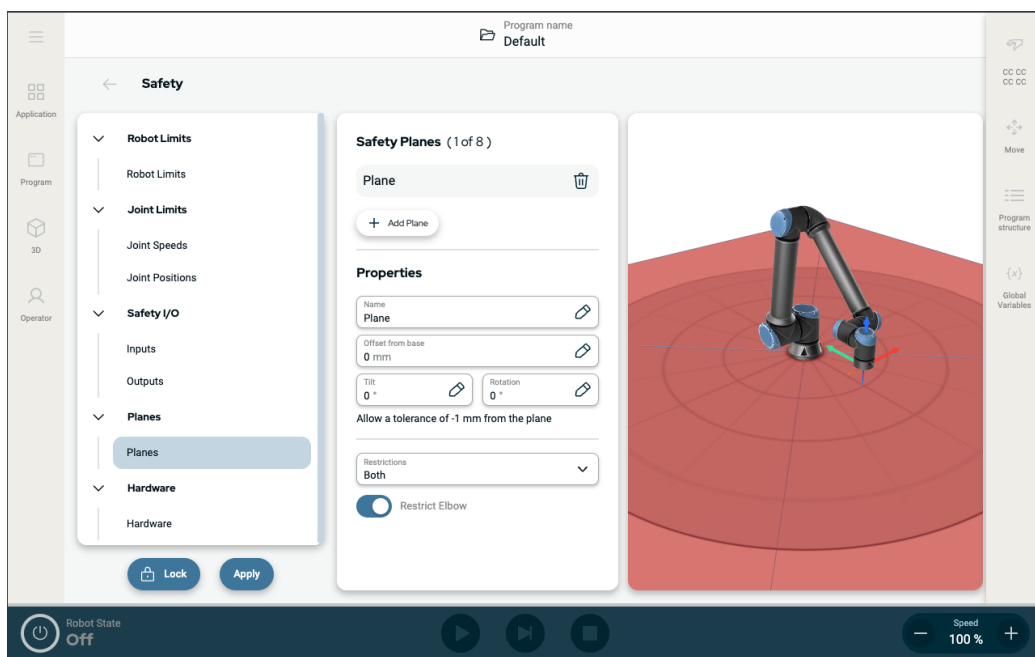 Program name
Default
Application
Program
3D
Operator
Safety
Robot Limits
Robot Limits
Joint Limits
Joint Speeds
Joint Positions
Safety I/O
Inputs
Outputs
Planes
Planes
Hardware
Hardware
Lock
Apply
Safety Planes (1 of 8)
Plane
+ Add Plane
Properties
Name
Plane
Offset from base
0 mm
Tilt
0 °
Rotation
0 °
Allow a tolerance of -1 mm from the plane
Restrictions
Both
Restrict Elbow
CC CC
CC CC
Move
Program
structure
{x}
Global
Variables
Robot State
Off
Speed
100 %